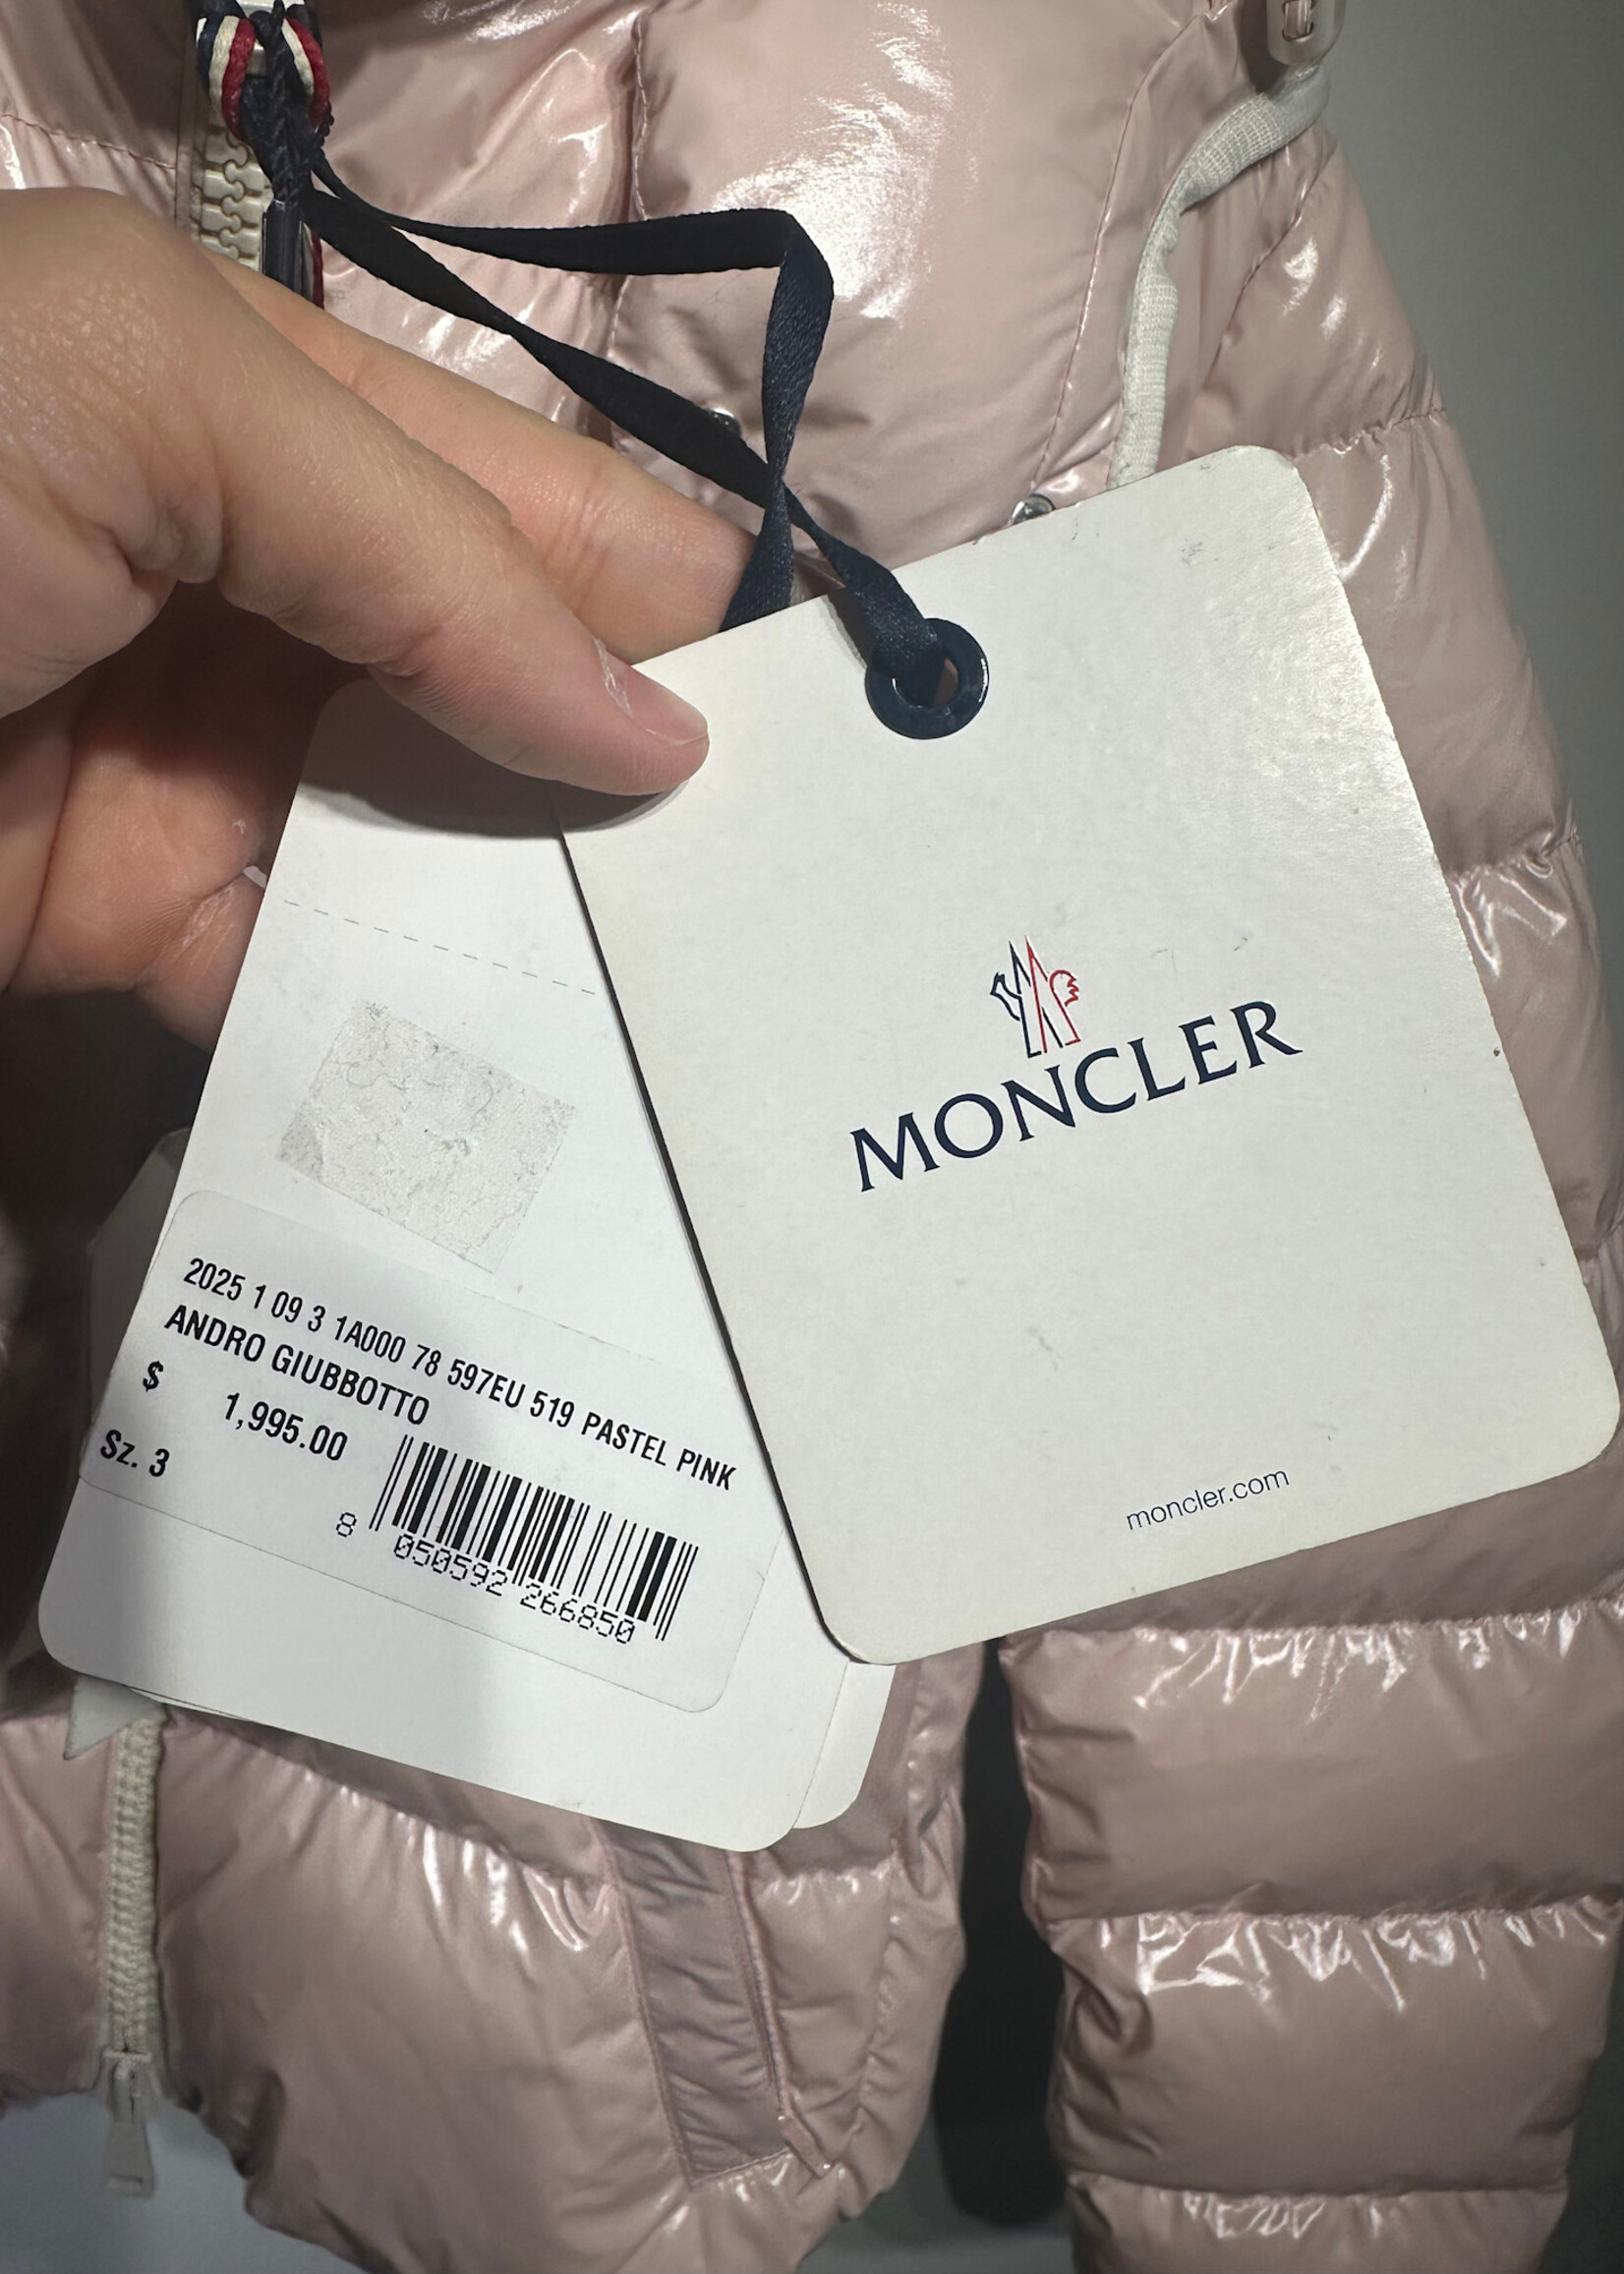 MONCLER
moncler.com
2025 1 09 3 1A000 78 597EU 519 PASTEL PINK
ANDRO GIUBBOTTO
$ 1,995.00
Sz. 3
8 050592 266850